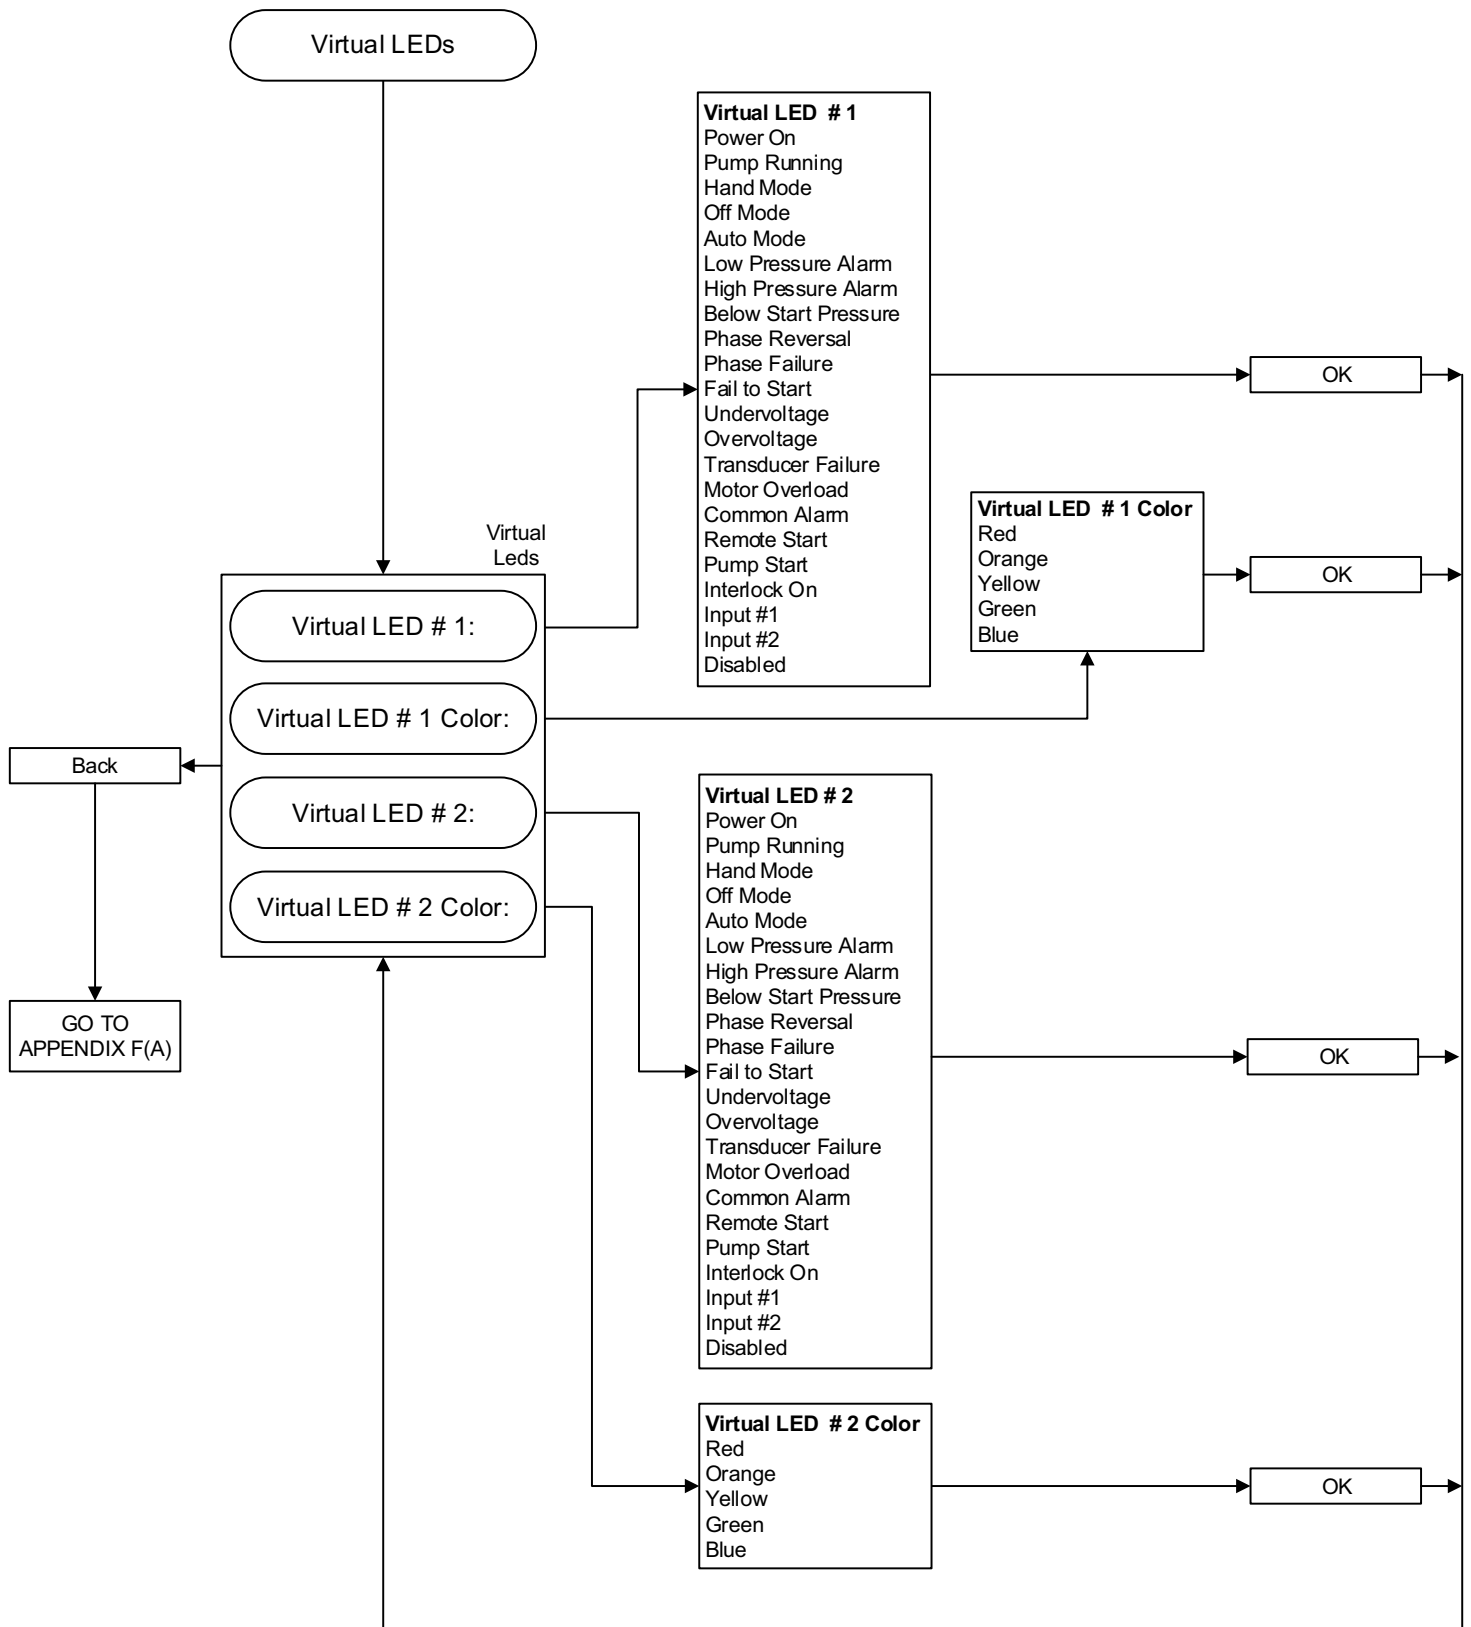 Virtual LEDs
Virtual LED # 1
Power On
Pump Running
Hand Mode
Off Mode
Auto Mode
Low Pressure Alarm
High Pressure Alarm
Below Start Pressure
Phase Reversal
Phase Failure
Fail to Start
Undervoltage
Overvoltage
Transducer Failure
Motor Overload
Common Alarm
Remote Start
Pump Start
Interlock On
Input #1
Input #2
Disabled
OK
Virtual LED # 1 Color
Red
Orange
Yellow
Green
Blue
OK
Virtual
Leds
Virtual LED # 1:
Virtual LED # 1 Color:
Virtual LED # 2:
Virtual LED # 2 Color:
Back
GO TO
APPENDIX F(A)
Virtual LED # 2
Power On
Pump Running
Hand Mode
Off Mode
Auto Mode
Low Pressure Alarm
High Pressure Alarm
Below Start Pressure
Phase Reversal
Phase Failure
Fail to Start
Undervoltage
Overvoltage
Transducer Failure
Motor Overload
Common Alarm
Remote Start
Pump Start
Interlock On
Input #1
Input #2
Disabled
OK
Virtual LED # 2 Color
Red
Orange
Yellow
Green
Blue
OK